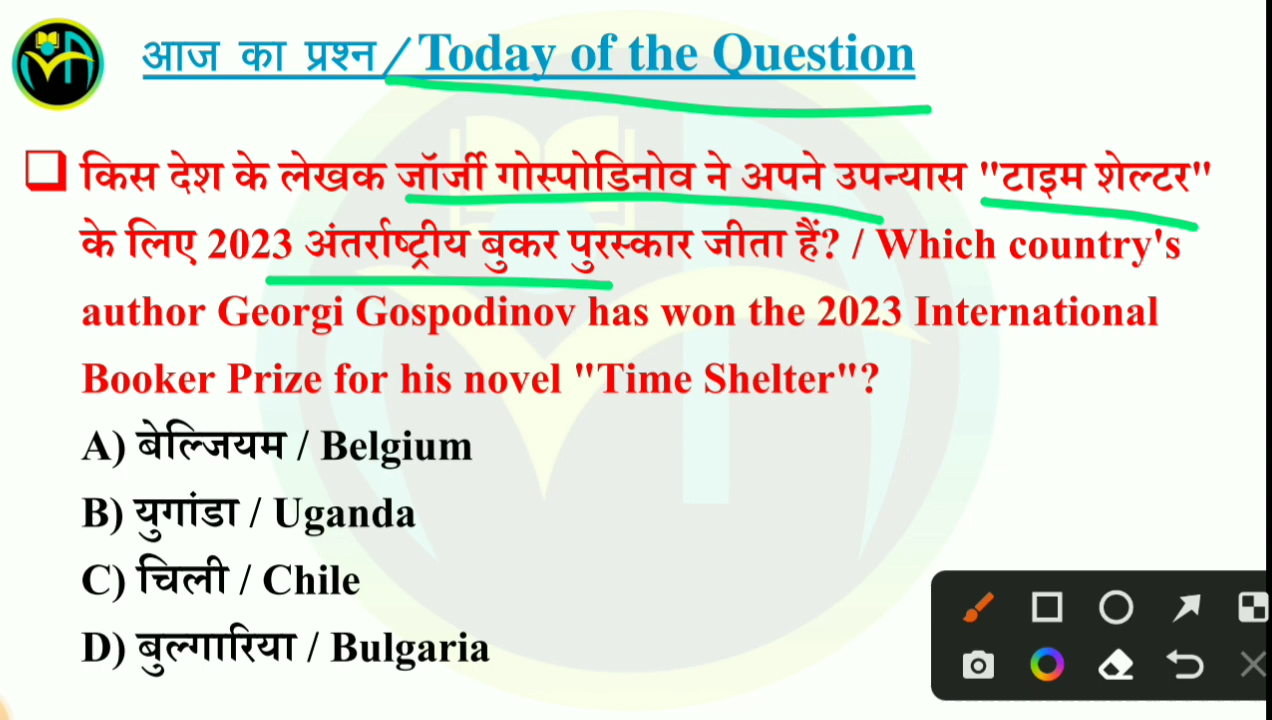 आज का प्रश्न/Today of the Question
किस देश के लेखक जॉर्जी गोस्पोडिनोव ने अपने उपन्यास "टाइम शेल्टर"
के लिए 2023 अंतर्राष्ट्रीय बुकर पुरस्कार जीता हैं? / Which country's
author Georgi Gospodinov has won the 2023 International
Booker Prize for his novel "Time Shelter"?
A) बेल्जियम / Belgium
B) युगांडा / Uganda
C) चिली / Chile
D) बुल्गारिया / Bulgaria